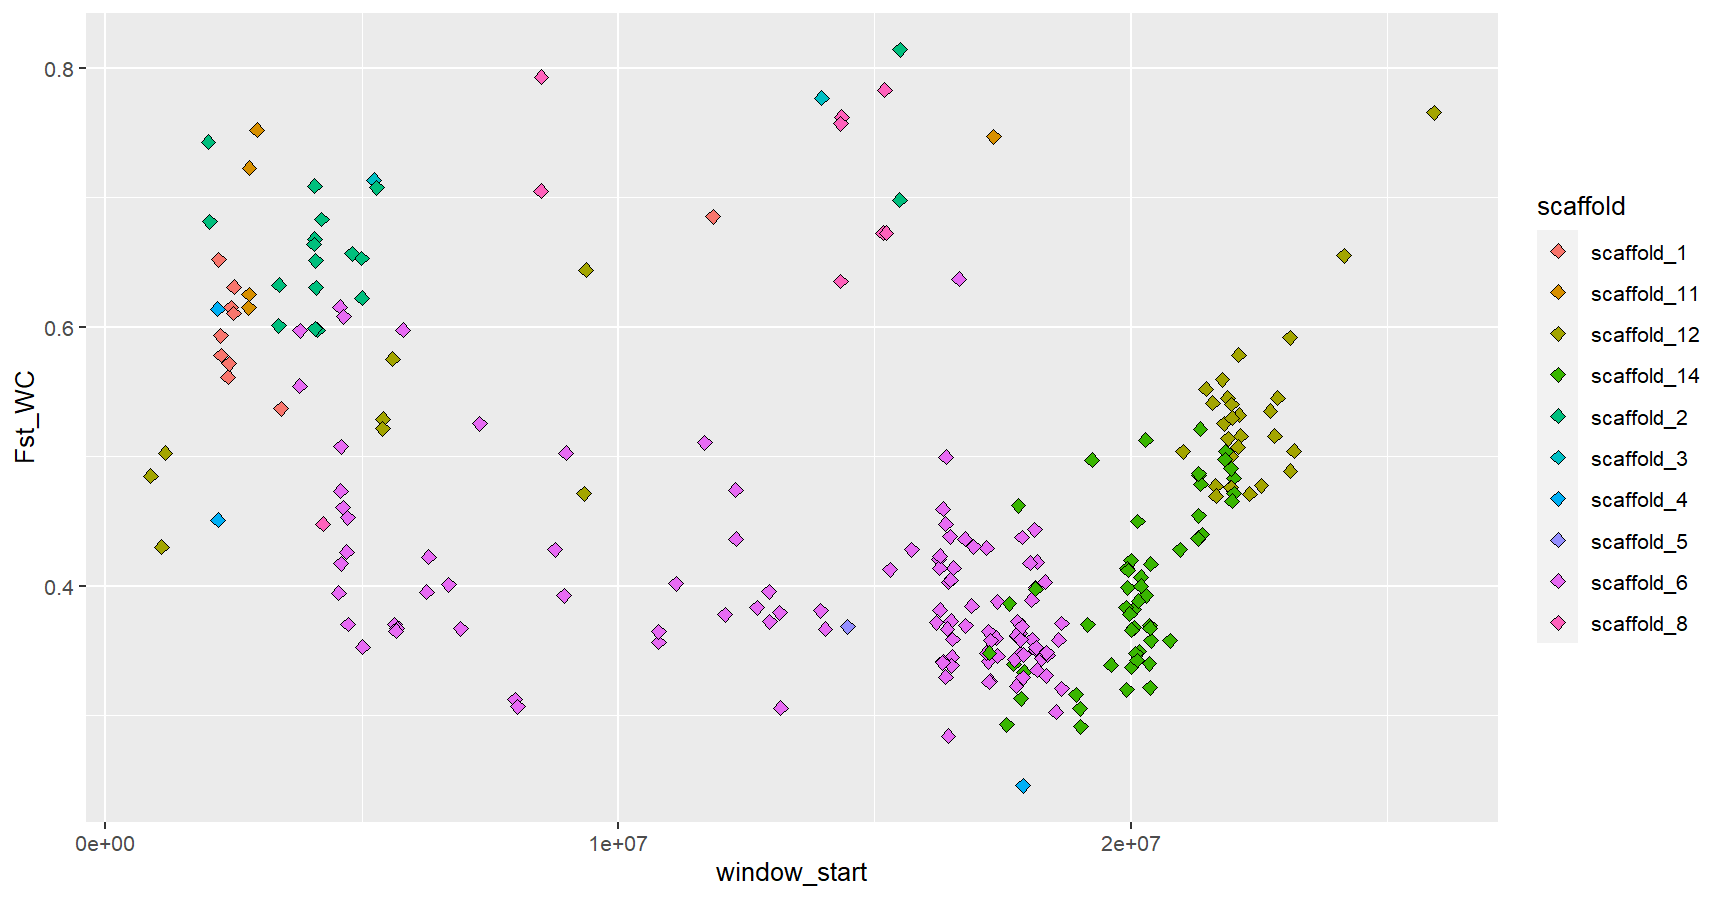 0.8
0.6
0.4
Fst_WC
0e+00
1e+07
2e+07
window_start
scaffold
scaffold_1
scaffold_11
scaffold_12
scaffold_14
scaffold_2
scaffold_3
scaffold_4
scaffold_5
scaffold_6
scaffold_8